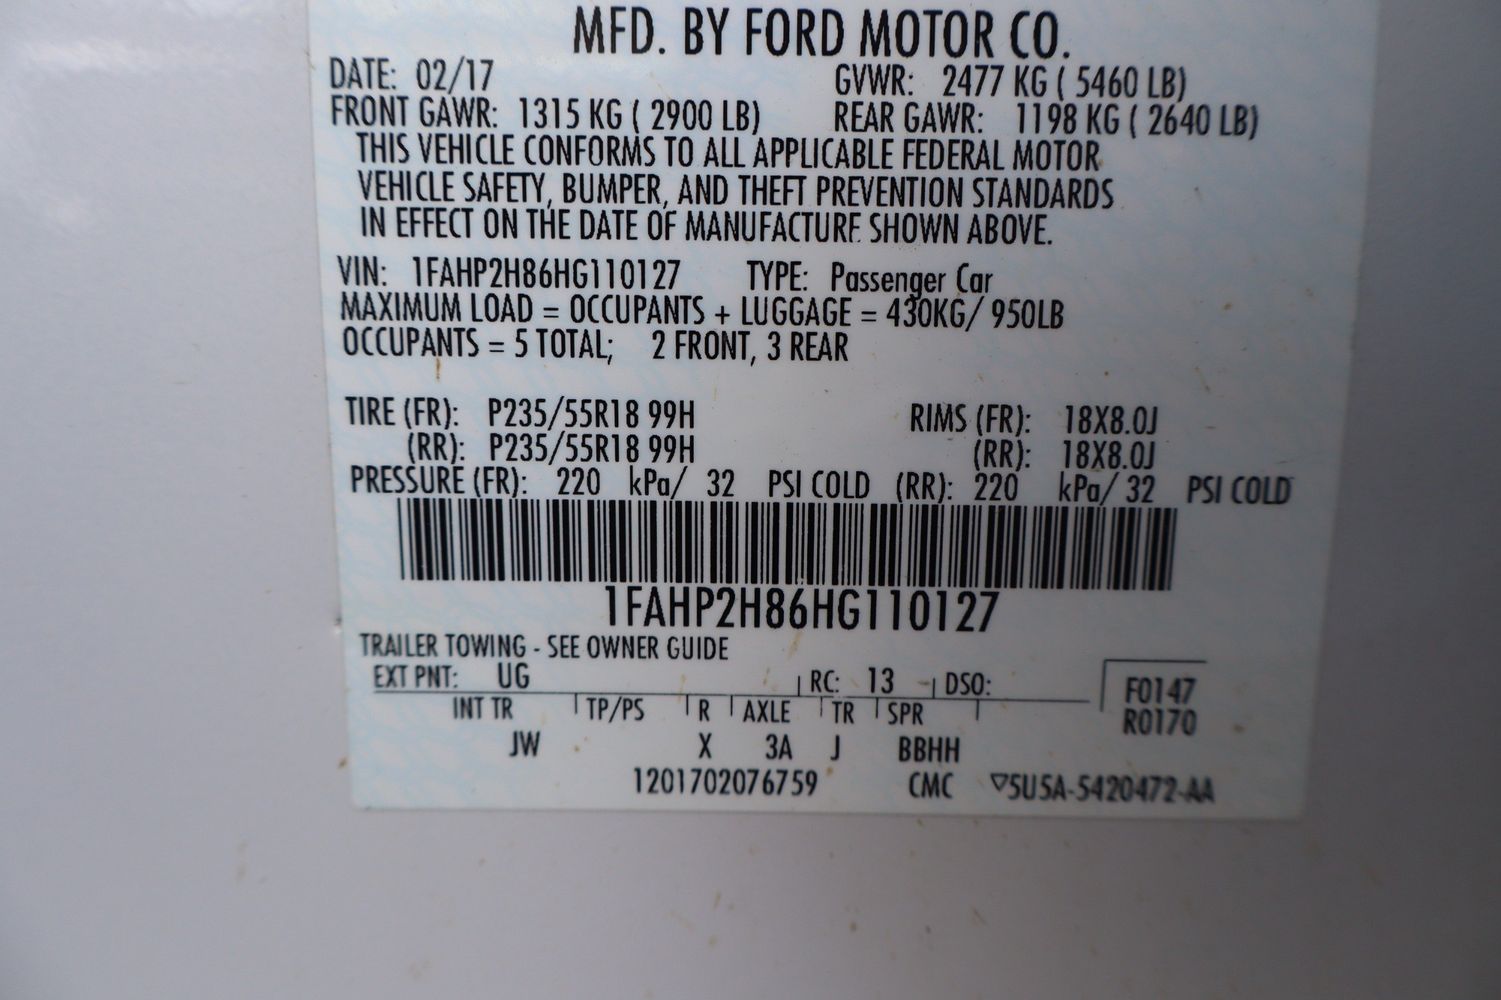 MFD. BY FORD MOTOR CO.
DATE: 02/17 GVWR: 2477 KG ( 5460 LB)
FRONT GAWR: 1315 KG ( 2900 LB) REAR GAWR: 1198 KG ( 2640 LB)
THIS VEHICLE CONFORMS TO ALL APPLICABLE FEDERAL MOTOR
VEHICLE SAFETY, BUMPER, AND THEFT PREVENTION STANDARDS
IN EFFECT ON THE DATE OF MANUFACTURE SHOWN ABOVE.
VIN: 1FAHP2H86HG110127 TYPE: Passenger Car
MAXIMUM LOAD = OCCUPANTS + LUGGAGE = 430KG/ 950LB
OCCUPANTS = 5 TOTAL; 2 FRONT, 3 REAR
TIRE (FR): P235/55R18 99H RIMS (FR): 18X8.0J
(RR): P235/55R18 99H (RR): 18X8.0J
PRESSURE (FR): 220 kPa/ 32 PSI COLD (RR): 220 kPa/ 32 PSI COLD
1FAHP2H86HG110127
TRAILER TOWING - SEE OWNER GUIDE
EXT PNT: UG RC: 13 DSO: F0147
INT TR TP/PS R AXLE TR SPR R0170
JW X 3A J BBHH
1201702076759 CMC ▽5U5A-5420472-AA